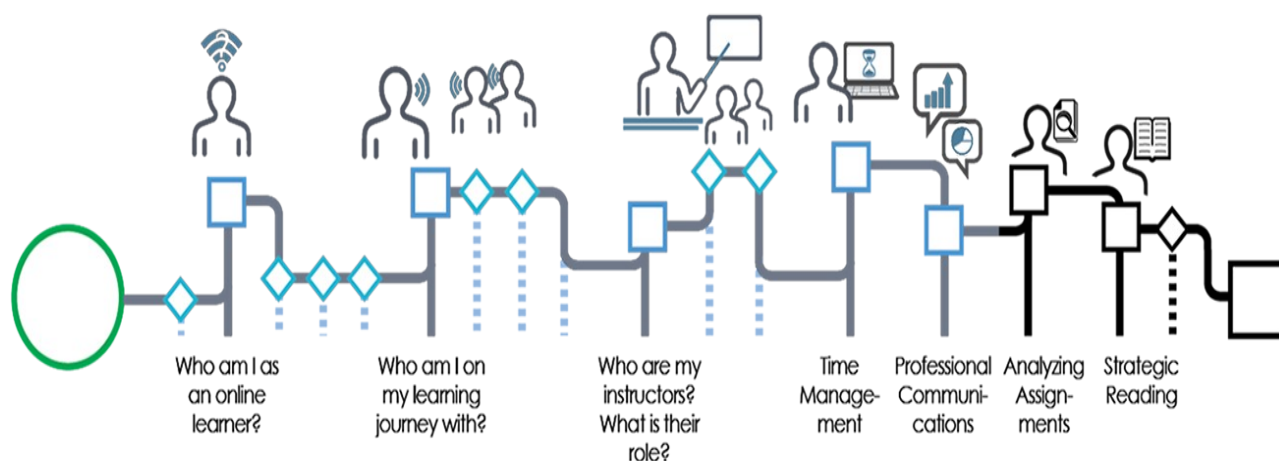 Who am I as
an online
learner?
Who am I on
my learning
journey with?
Who are my
instructors?
What is their
role?
Time
Manage-
ment
Professional
Communi-
cations
Analyzing
Assign-
ments
Strategic
Reading